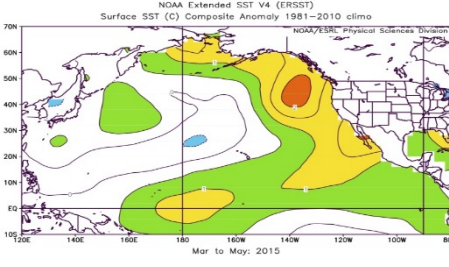 NOAA Extended SST V4 (ERSST)
Surface SST (C) Composite Anomaly 1981-2010 climo
NOAA/ESRL Physical Sciences Division
70N
60N
50N
40N
30N
20N
10N
EQ
10S
120E 140E 160E 180 160W 140W 120W 100W
Mar to May: 2015